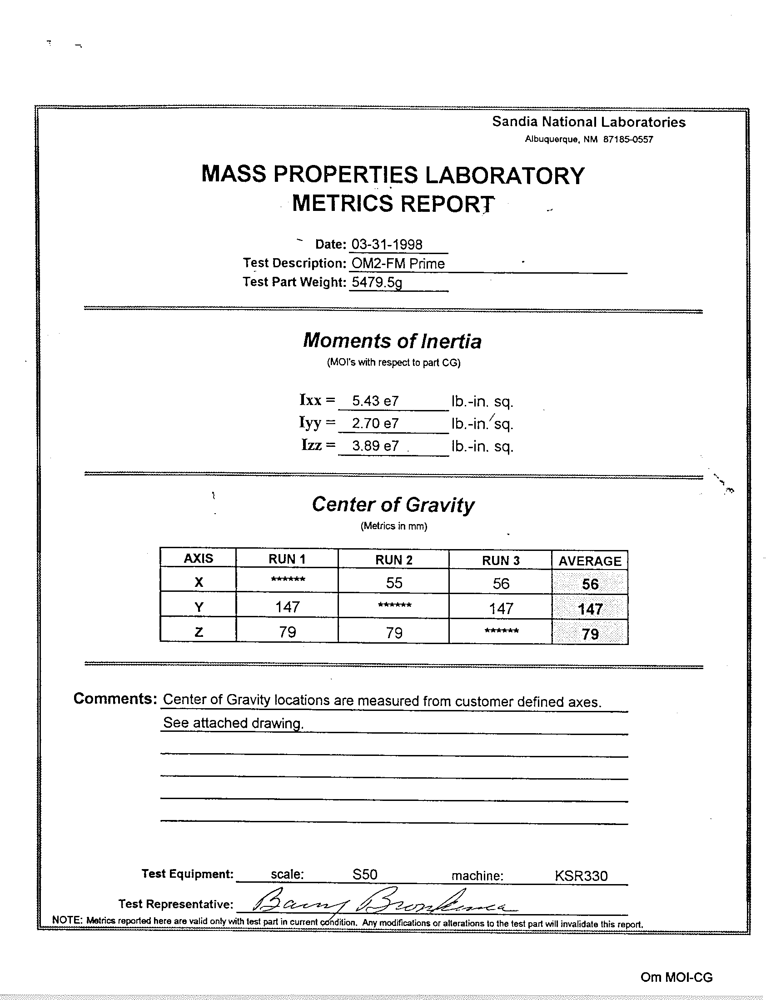 Sandia National Laboratories
Albuquerque, NM 87185-0557
MASS PROPERTIES LABORATORY
METRICS REPORT
Date: 03-31-1998
Test Description: OM2-FM Prime
Test Part Weight: 5479.5g
Moments of Inertia
(MOI's with respect to part CG)
Ixx = 5.43 e7 lb.-in. sq.
Iyy = 2.70 e7 lb.-in. sq.
Izz = 3.89 e7 lb.-in. sq.
Center of Gravity
(Metrics in mm)
AXIS RUN 1 RUN 2 RUN 3 AVERAGE
X ****** 55 56 56
Y 147 ****** 147 147
Z 79 79 ****** 79
Comments: Center of Gravity locations are measured from customer defined axes.
See attached drawing.
Test Equipment: scale: S50 machine: KSR330
Test Representative: Barry
NOTE: Metrics reported here are valid only with test part in current condition. Any modifications or alterations to the test part will invalidate this report.
Om MOI-CG